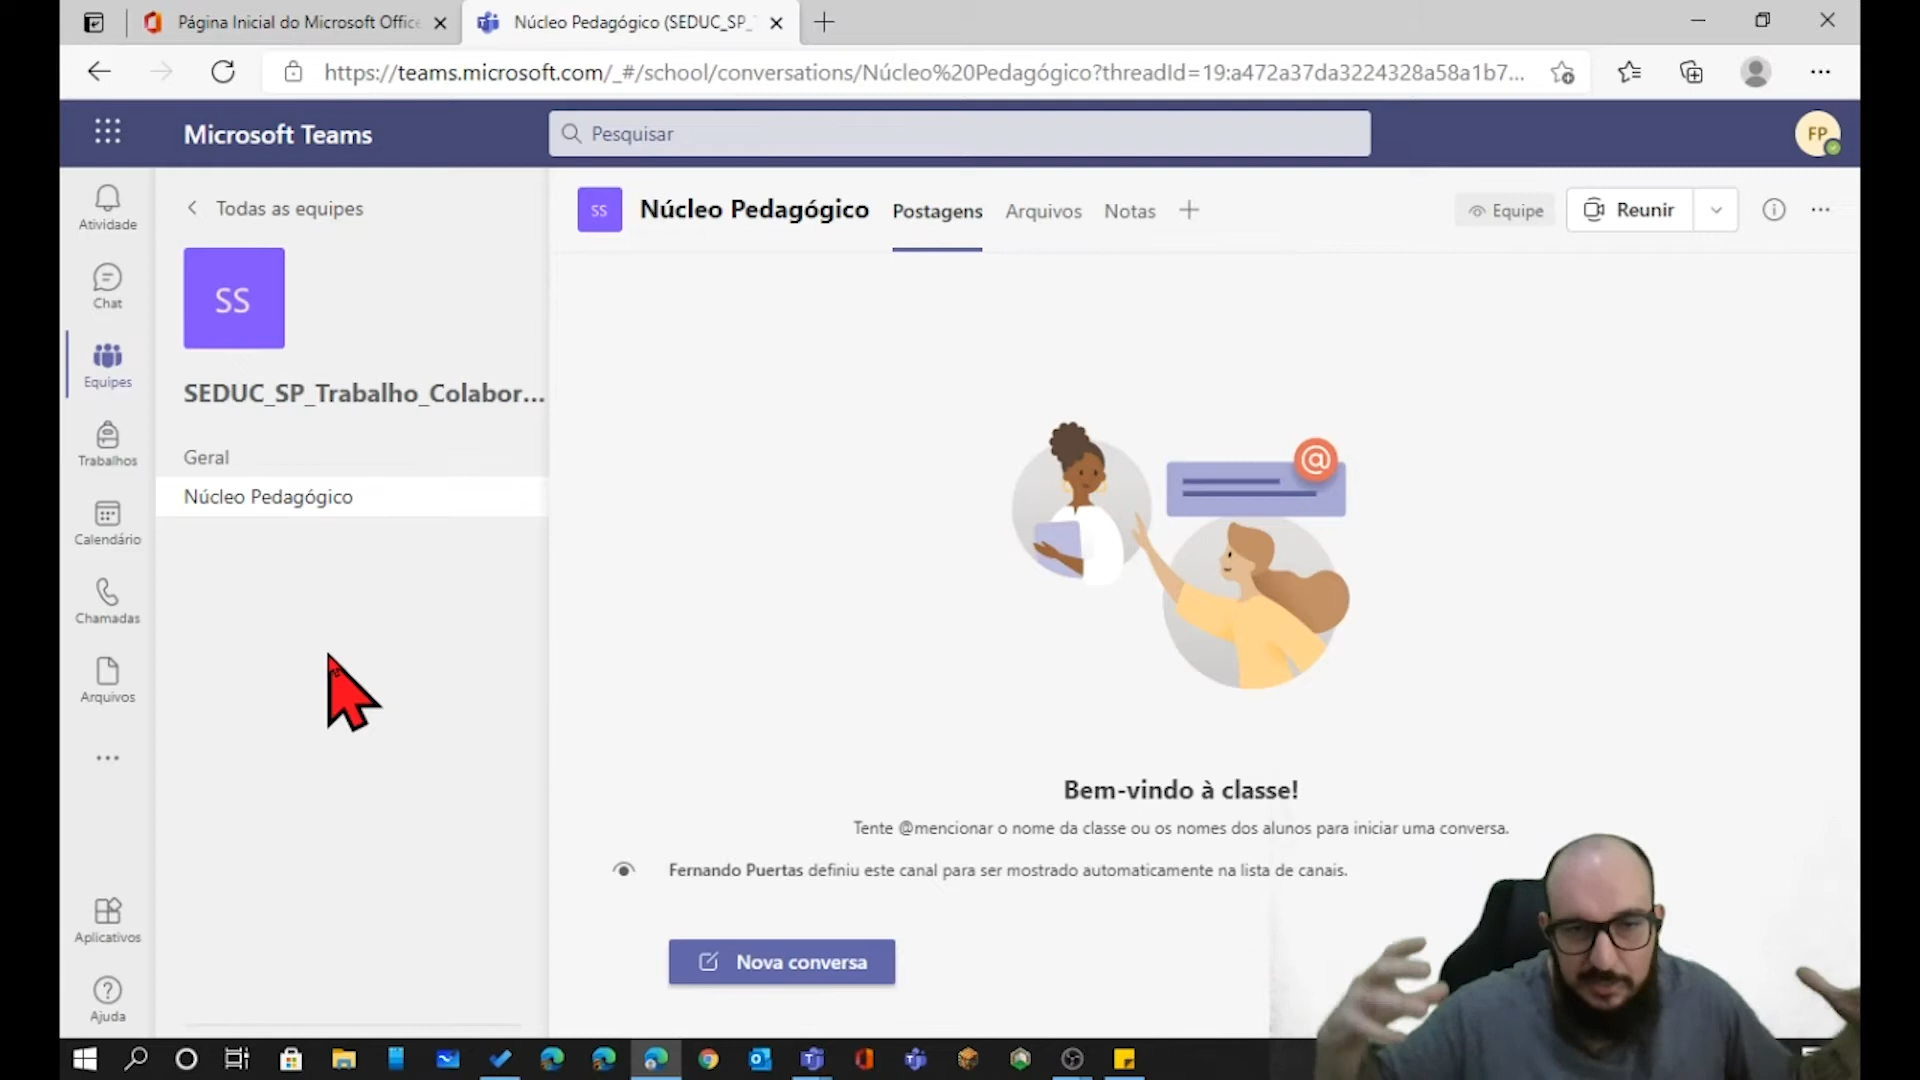 Página Inicial do Microsoft Office
Núcleo Pedagógico (SEDUC_SP_
https://teams.microsoft.com/_#/school/conversations/Núcleo%20Pedagógico?threadId=19:a472a37da3224328a58a1b7...
Microsoft Teams
Pesquisar
FP
Atividade
Chat
Equipes
Trabalhos
Calendário
Chamadas
Arquivos
Aplicativos
Ajuda
Todas as equipes
SS
SEDUC_SP_Trabalho_Colabor...
Geral
Núcleo Pedagógico
SS
Núcleo Pedagógico
Postagens
Arquivos
Notas
Equipe
Reunir
@
Bem-vindo à classe!
Tente @mencionar o nome da classe ou os nomes dos alunos para iniciar uma conversa.
Fernando Puertas definiu este canal para ser mostrado automaticamente na lista de canais.
Nova conversa